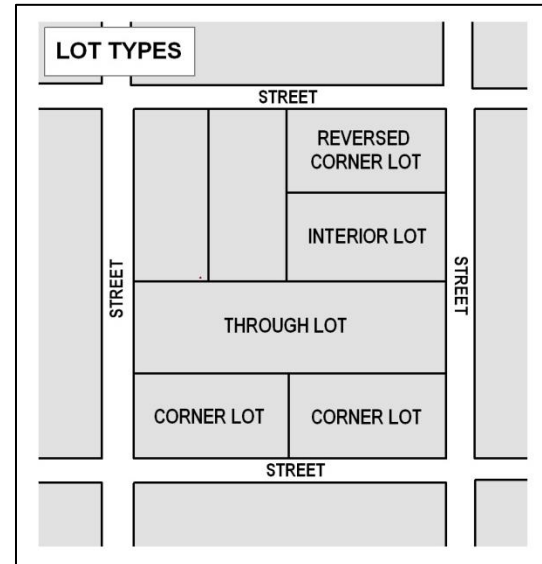 LOT TYPES
STREET
REVERSED
CORNER LOT
INTERIOR LOT
STREET
STREET
THROUGH LOT
CORNER LOT
CORNER LOT
STREET